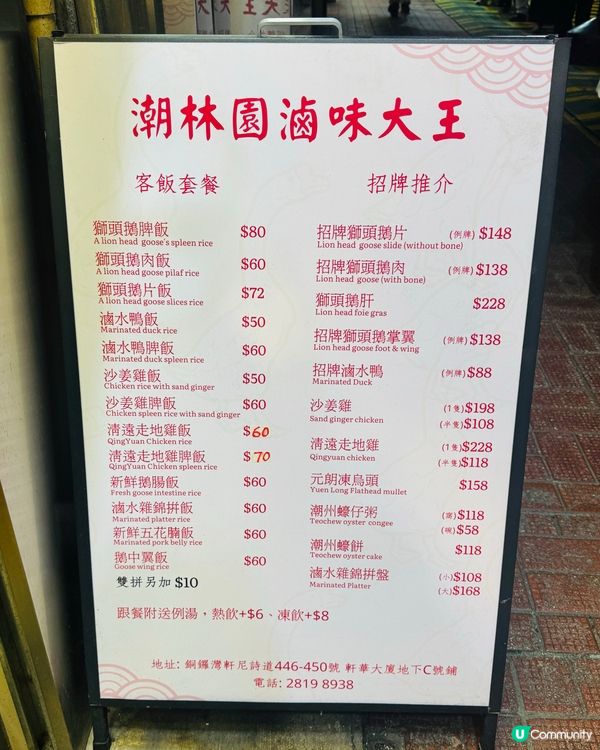 潮林園滷味大王
客飯套餐
獅頭鵝脾飯 $80
A lion head goose's spleen rice
獅頭鵝肉飯 $60
A lion head goose pilaf rice
獅頭鵝片飯 $72
A lion head goose slices rice
滷水鴨飯 $50
Marinated duck rice
滷水鴨脾飯 $60
Marinated duck spleen rice
沙姜雞飯 $50
Chicken rice with sand ginger
沙姜雞脾飯 $60
Chicken spleen rice with sand ginger
清遠走地雞飯 $60
QingYuan Chicken rice
清遠走地雞脾飯 $70
QingYuan Chicken spleen rice
新鮮鵝腸飯 $60
Fresh goose intestine rice
滷水雜錦拼飯 $60
Marinated platter rice
新鮮五花腩飯 $60
Marinated pork belly rice
鵝中翼飯 $60
Goose wing rice
雙拼另加 $10
招牌推介
招牌獅頭鵝片 (例牌) $148
Lion head goose slide (without bone)
招牌獅頭鵝肉 (例牌) $138
Lion head goose (with bone)
獅頭鵝肝 $228
Lion head foie gras
招牌獅頭鵝掌翼 (例牌) $138
Lion head goose foot & wing
招牌滷水鴨 (例牌) $88
Marinated Duck
沙姜雞 (1隻) $198
Sand ginger chicken (半隻) $108
清遠走地雞 (1隻) $228
Qingyuan chicken (半隻) $118
元朗凍烏頭 $158
Yuen Long Flathead mullet
潮州蠔仔粥 (窩) $118
Teochew oyster congee (碗) $58
潮州蠔餅 $118
Teochew oyster cake
滷水雜錦拼盤 (小) $108
Marinated Platter (大) $168
跟餐附送例湯，熱飲+$6、凍飲+$8
地址: 銅鑼灣軒尼詩道446-450號 軒華大廈地下C號鋪
電話: 2819 8938
U Community